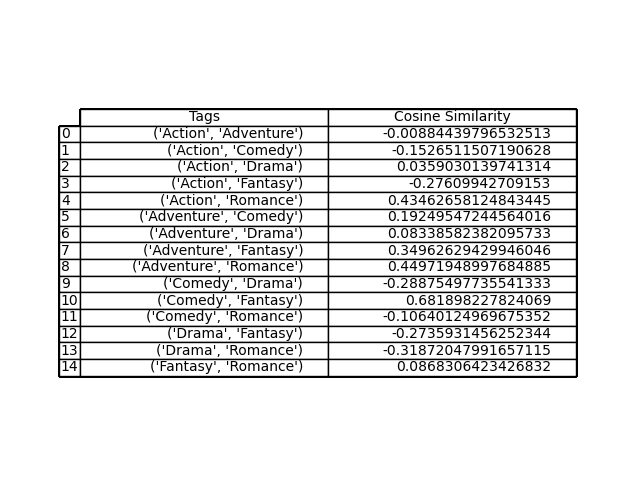 Tags Cosine Similarity
0 ('Action', 'Adventure') -0.00884439796532513
1 ('Action', 'Comedy') -0.1526511507190628
2 ('Action', 'Drama') 0.0359030139741314
3 ('Action', 'Fantasy') -0.27609942709153
4 ('Action', 'Romance') 0.43462658124843445
5 ('Adventure', 'Comedy') 0.19249547244564016
6 ('Adventure', 'Drama') 0.08338582382095733
7 ('Adventure', 'Fantasy') 0.34962629429946046
8 ('Adventure', 'Romance') 0.44971948997684885
9 ('Comedy', 'Drama') -0.28875497735541333
10 ('Comedy', 'Fantasy') 0.681898227824069
11 ('Comedy', 'Romance') -0.10640124969675352
12 ('Drama', 'Fantasy') -0.2735931456252344
13 ('Drama', 'Romance') -0.31872047991657115
14 ('Fantasy', 'Romance') 0.0868306423426832